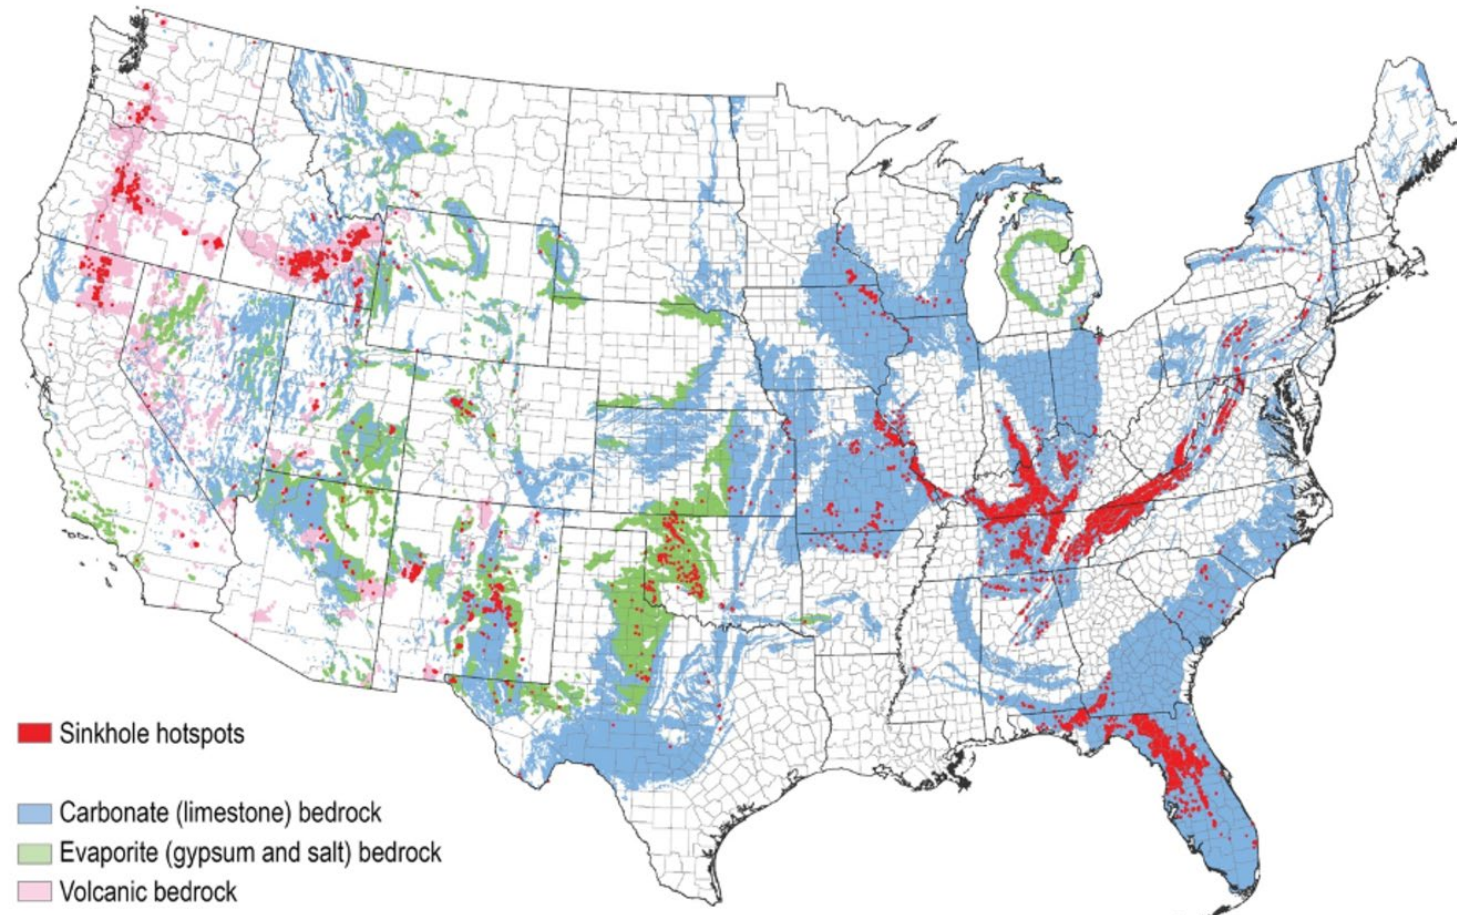 Sinkhole hotspots
Carbonate (limestone) bedrock
Evaporite (gypsum and salt) bedrock
Volcanic bedrock